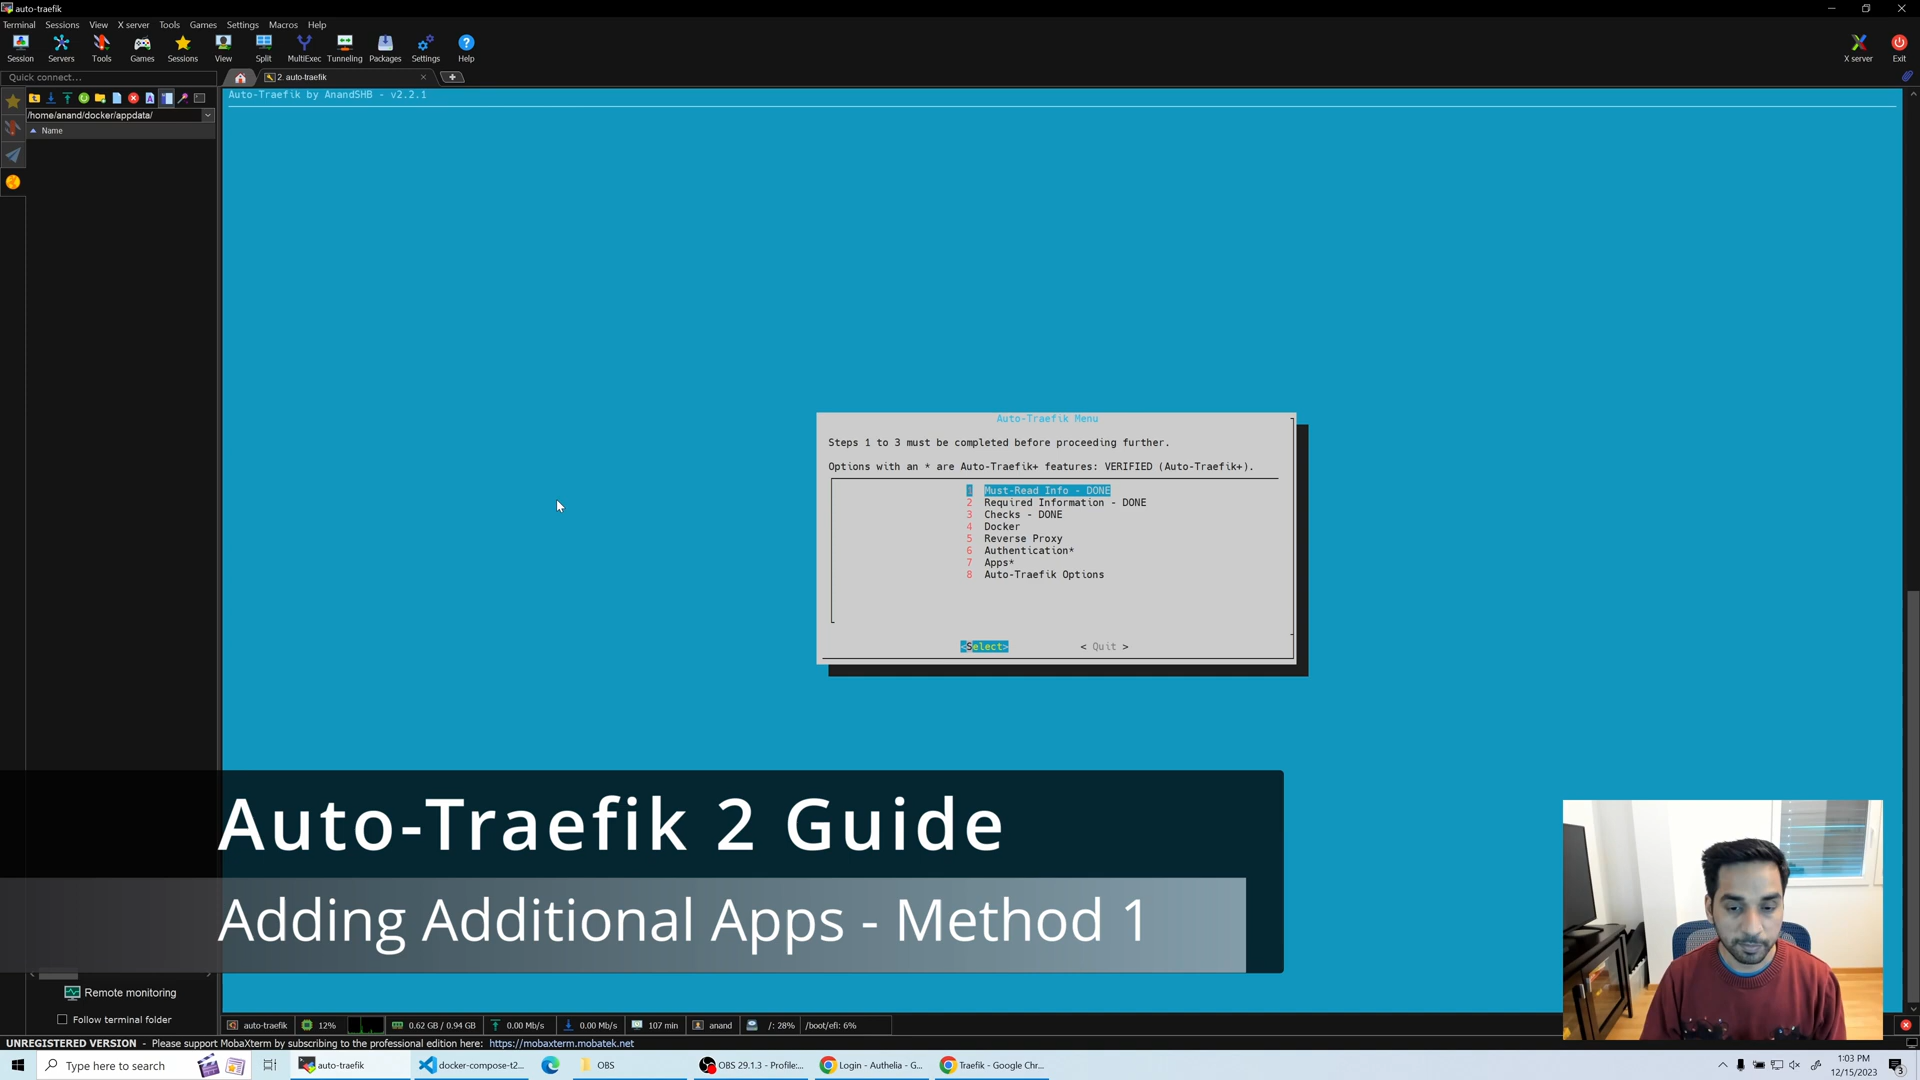 auto-traefik
Terminal Sessions View X server Tools Games Settings Macros Help
Session Servers Tools Games Sessions View Split MultiExec Tunneling Packages Settings Help X server Exit
Quick connect...
2. auto-traefik
Auto-Traefik by AnandSHB - v2.2.1
/home/anand/docker/appdata/
Name
Auto-Traefik Menu
Steps 1 to 3 must be completed before proceeding further.
Options with an * are Auto-Traefik+ features: VERIFIED (Auto-Traefik+).
1 Must-Read Info - DONE
2 Required Information - DONE
3 Checks - DONE
4 Docker
5 Reverse Proxy
6 Authentication*
7 Apps*
8 Auto-Traefik Options
<Select> < Quit >
Auto-Traefik 2 Guide
Adding Additional Apps - Method 1
Remote monitoring
Follow terminal folder
auto-traefik 12% 0.62 GB / 0.94 GB 0.00 Mb/s 0.00 Mb/s 107 min anand /: 28% /boot/efi: 6%
UNREGISTERED VERSION - Please support MobaXterm by subscribing to the professional edition here: https://mobaxterm.mobatek.net
Type here to search auto-traefik docker-compose-t2... OBS OBS 29.1.3 - Profile:... Login - Authelia - G... Traefik - Google Chr...
1:03 PM
12/15/2023
3